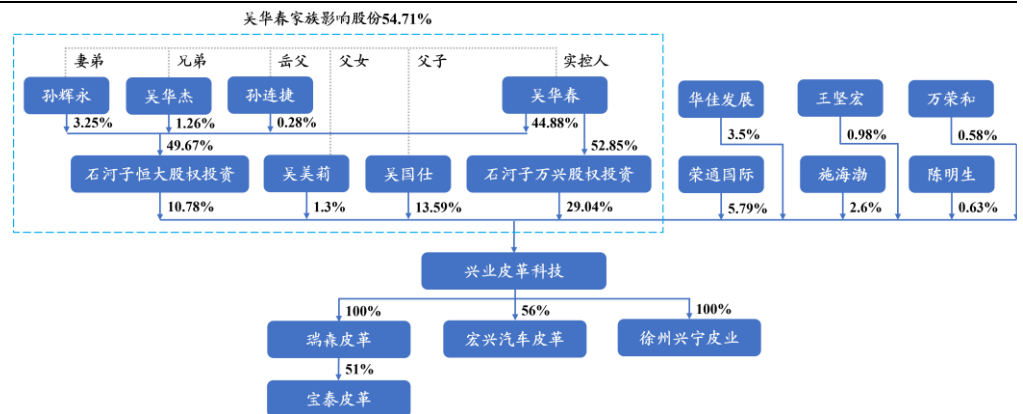 吴华春家族影响股份54.71%
妻弟 兄弟 岳父 父女 父子 实控人
孙辉永 吴华杰 孙连捷 吴华春 华佳发展 王坚宏 万荣和
3.25% 1.26% 0.28% 44.88% 3.5% 0.98% 0.58%
49.67% 52.85%
石河子恒大股权投资 吴美莉 吴国仕 石河子万兴股权投资 荣通国际 施海渤 陈明生
10.78% 1.3% 13.59% 29.04% 5.79% 2.6% 0.63%
兴业皮革科技
100% 56% 100%
瑞森皮革 宏兴汽车皮革 徐州兴宁皮业
51%
宝泰皮革